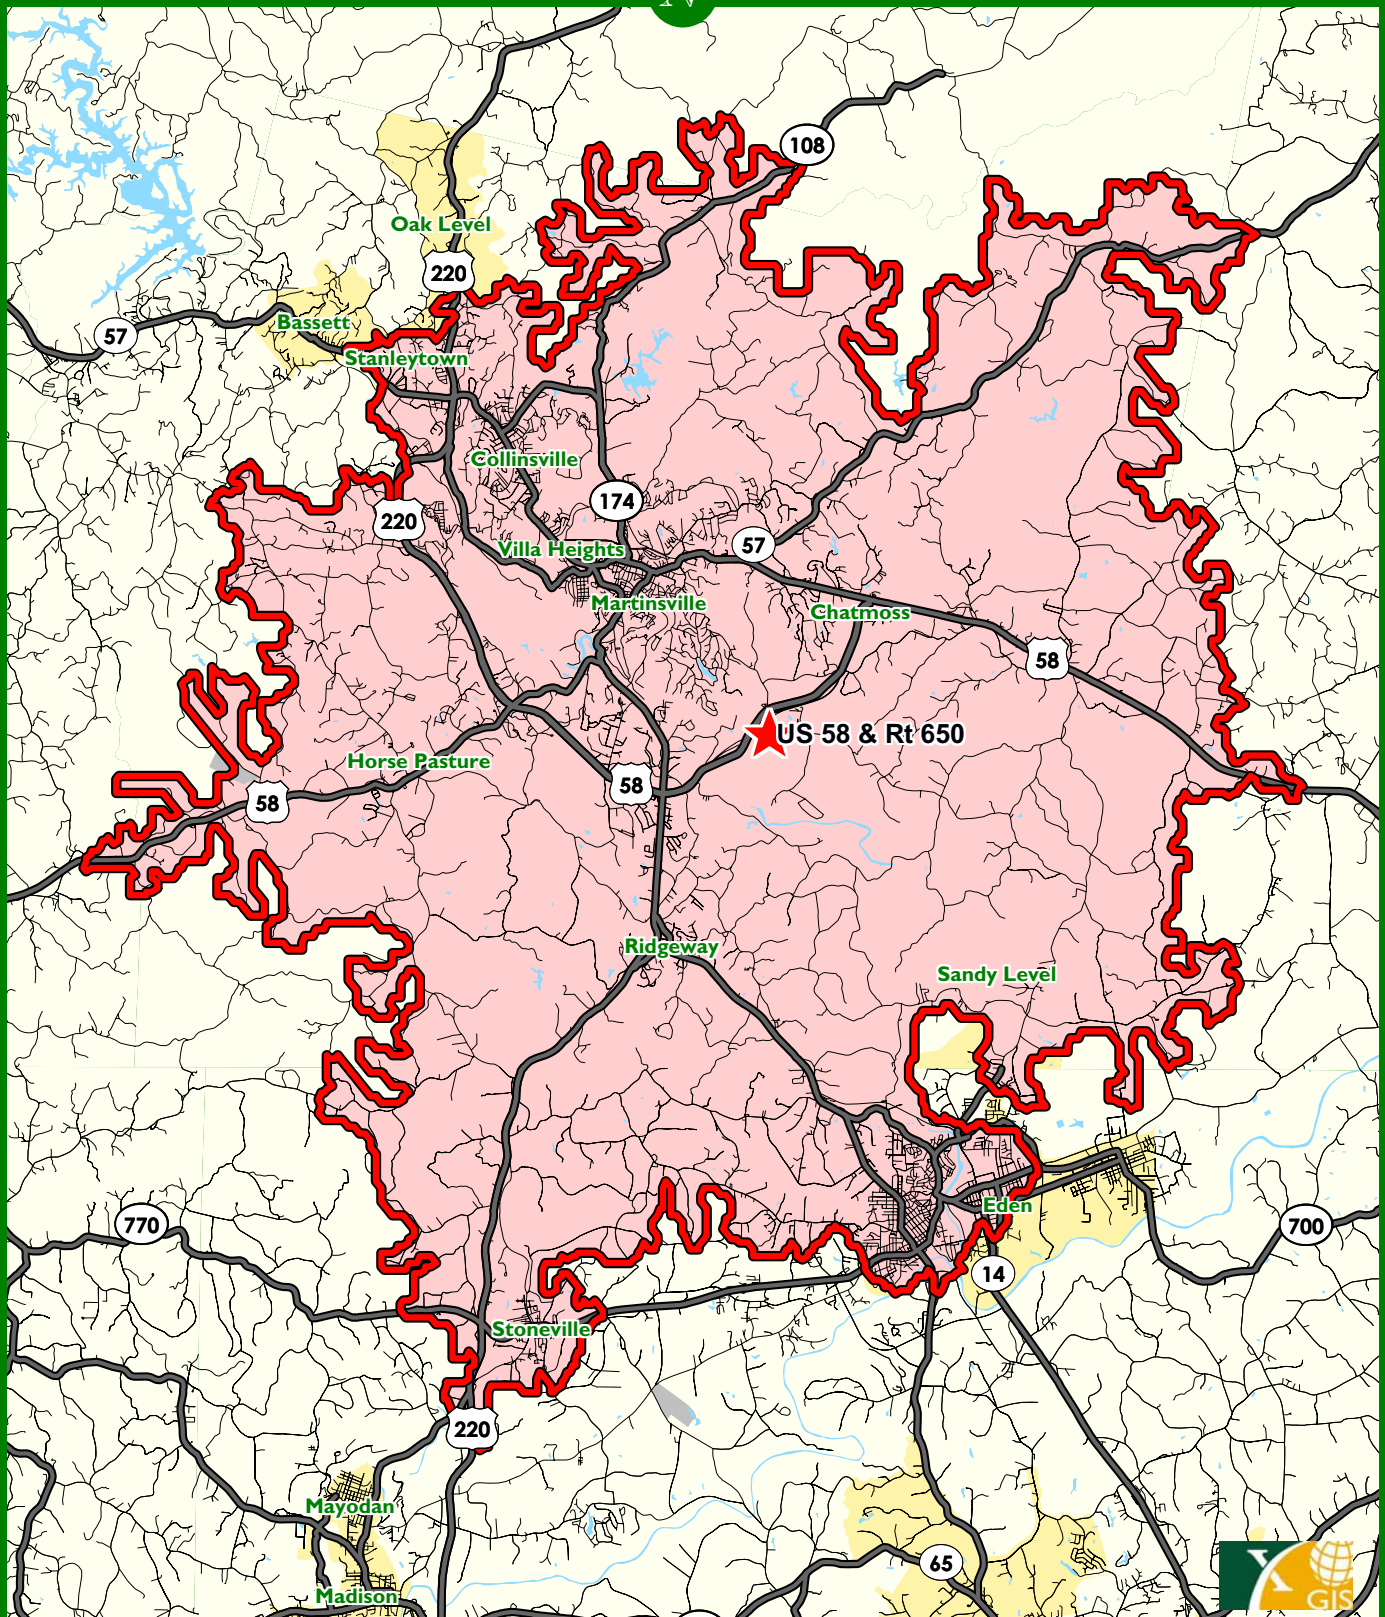 108
Oak Level
220
Bassett
57
Stanleytown
Collinsville
174
220
57
Villa Heights
Martinsville
Chatmoss
58
US 58 & Rt 650
Horse Pasture
58
58
Ridgeway
Sandy Level
Eden
770
700
14
Stoneville
220
Mayodan
65
Madison
X
GIS